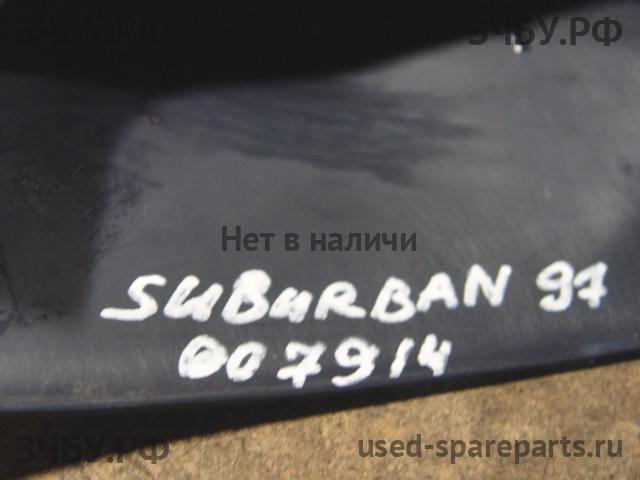 ЗЧБУ.РФ ЗЧБУ.РФ
Нет в наличи
SUBURBAN 97
007914
ЗЧБУ.РФ used-spareparts.ru